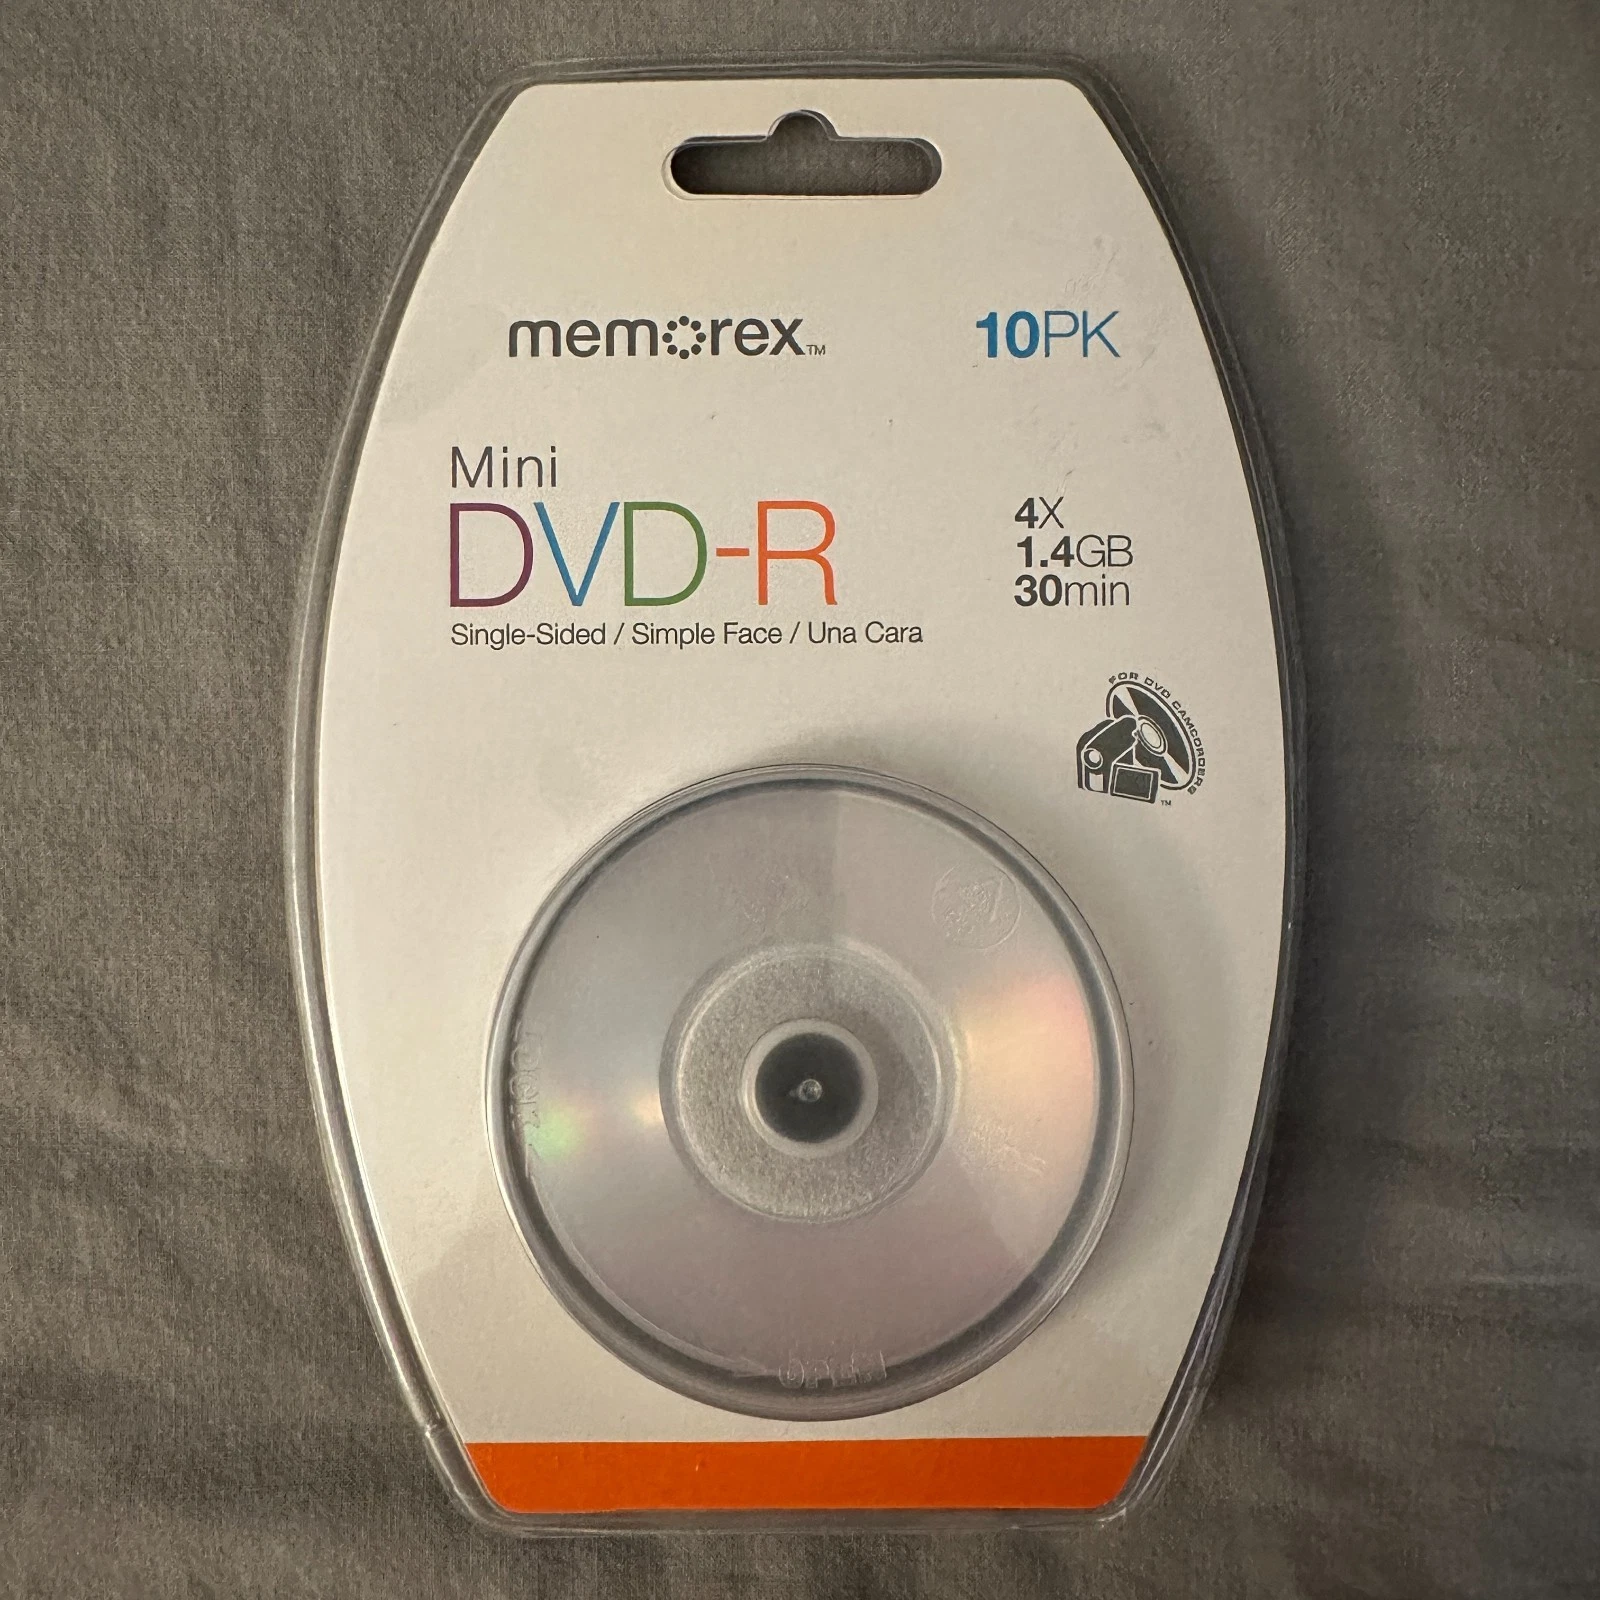 memorex™
10PK
Mini
DVD-R
Single-Sided / Simple Face / Una Cara
4X
1.4GB
30min
FOR DVD CAMCORDERS
™
OPEN